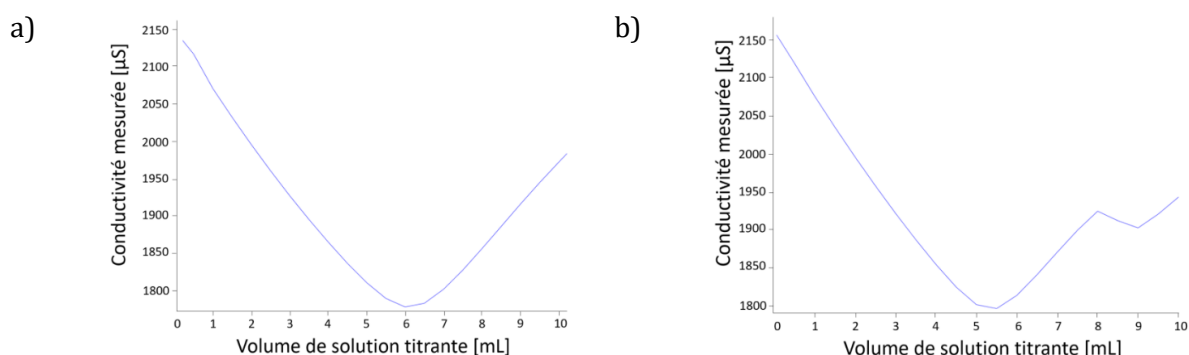 a)
Conductivité mesurée [µS]
2150
2100
2050
2000
1950
1900
1850
1800
0 1 2 3 4 5 6 7 8 9 10
Volume de solution titrante [mL]
b)
Conductivité mesurée [µS]
2150
2100
2050
2000
1950
1900
1850
1800
0 1 2 3 4 5 6 7 8 9 10
Volume de solution titrante [mL]